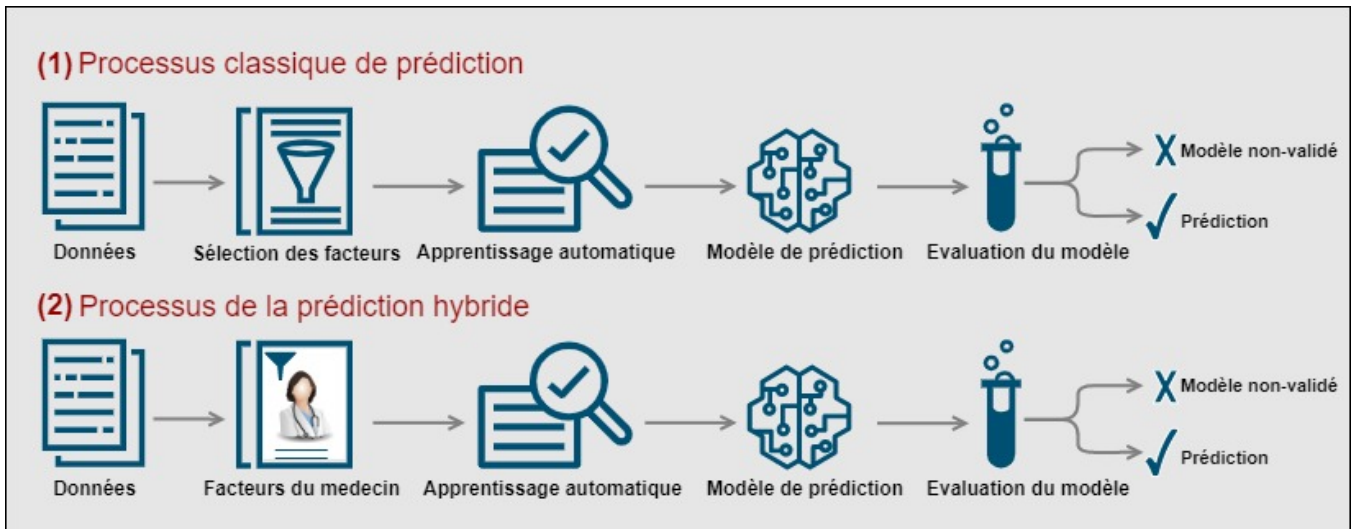 (1) Processus classique de prédiction
Modèle non-validé
Prédiction
Données
Sélection des facteurs
Apprentissage automatique
Modèle de prédiction
Evaluation du modèle
(2) Processus de la prédiction hybride
Modèle non-validé
Prédiction
Données
Facteurs du medecin
Apprentissage automatique
Modèle de prédiction
Evaluation du modèle